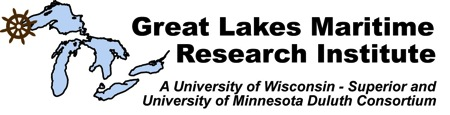 Great Lakes Maritime
Research Institute
A University of Wisconsin - Superior and
University of Minnesota Duluth Consortium